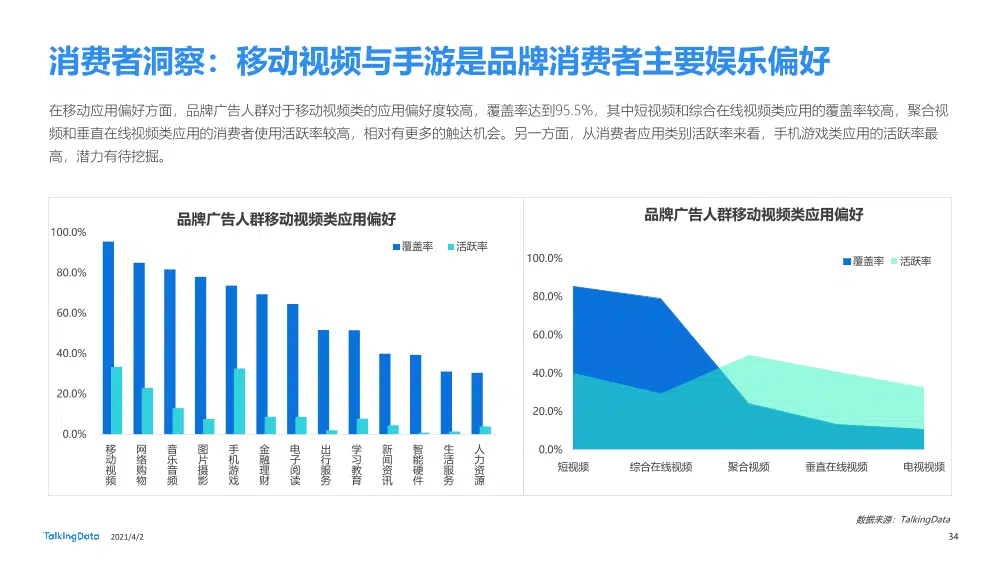 消费者洞察：移动视频与手游是品牌消费者主要娱乐偏好
在移动应用偏好方面，品牌广告人群对于移动视频类的应用偏好度较高，覆盖率达到95.5%，其中短视频和综合在线视频类应用的覆盖率较高，聚合视
频和垂直在线视频类应用的消费者使用活跃率较高，相对有更多的触达机会。另一方面，从消费者应用类别活跃率来看，手机游戏类应用的活跃率最
高，潜力有待挖掘。
品牌广告人群移动视频类应用偏好
覆盖率 活跃率
100.0%
80.0%
60.0%
40.0%
20.0%
0.0%
移动视频
网络购物
音乐音频
图片摄影
手机游戏
金融理财
电子阅读
出行服务
学习教育
新闻资讯
智能硬件
生活服务
人力资源
品牌广告人群移动视频类应用偏好
覆盖率 活跃率
100.0%
80.0%
60.0%
40.0%
20.0%
0.0%
短视频 综合在线视频 聚合视频 垂直在线视频 电视视频
数据来源：TalkingData
TalkingData 2021/4/2
34